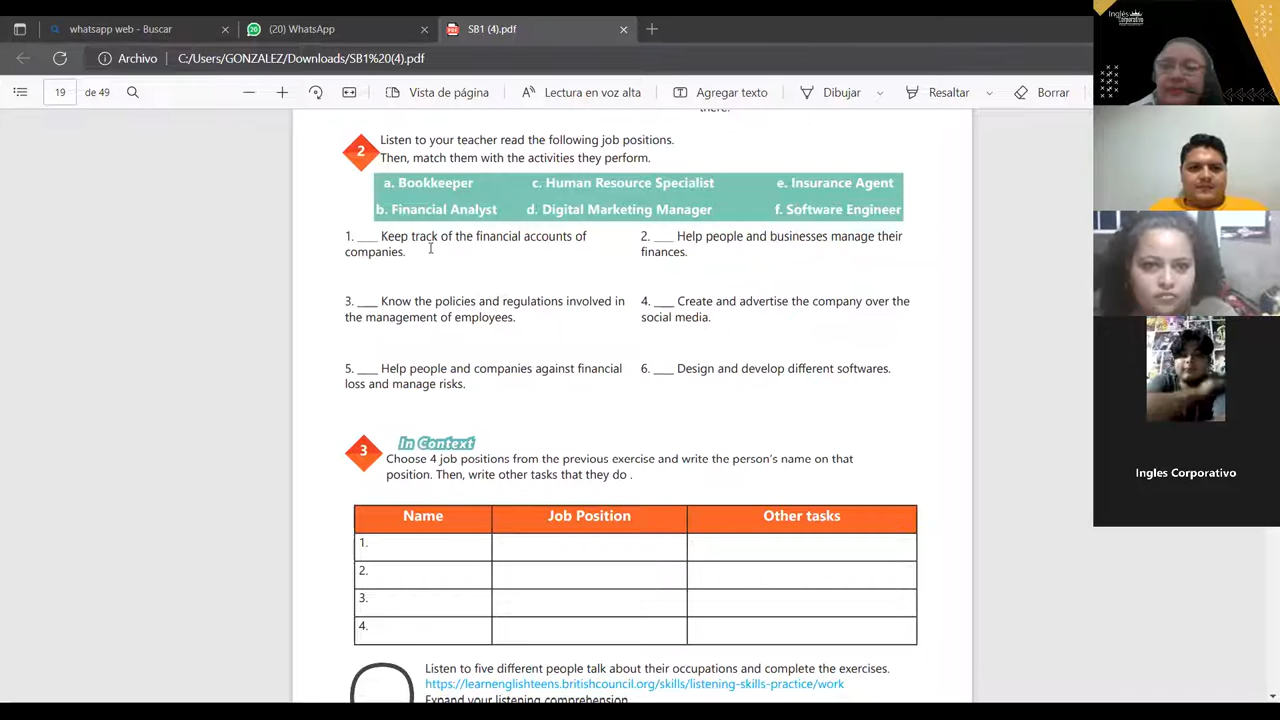 whatsapp web - Buscar
(20) WhatsApp
SB1 (4).pdf
Archivo
C:/Users/GONZALEZ/Downloads/SB1%20(4).pdf
19 de 49
Vista de página
Lectura en voz alta
Agregar texto
Dibujar
Resaltar
Borrar
there.
2
Listen to your teacher read the following job positions.
Then, match them with the activities they perform.
a. Bookkeeper c. Human Resource Specialist e. Insurance Agent
b. Financial Analyst d. Digital Marketing Manager f. Software Engineer
1. ___ Keep track of the financial accounts of
companies.
2. ___ Help people and businesses manage their
finances.
3. ___ Know the policies and regulations involved in
the management of employees.
4. ___ Create and advertise the company over the
social media.
5. ___ Help people and companies against financial
loss and manage risks.
6. ___ Design and develop different softwares.
3
In Context
Choose 4 job positions from the previous exercise and write the person's name on that
position. Then, write other tasks that they do .
Name Job Position Other tasks
1.
2.
3.
4.
Listen to five different people talk about their occupations and complete the exercises.
https://learnenglishteens.britishcouncil.org/skills/listening-skills-practice/work
Expand your listening comprehension
Inglés
Corporativo
Ingles Corporativo